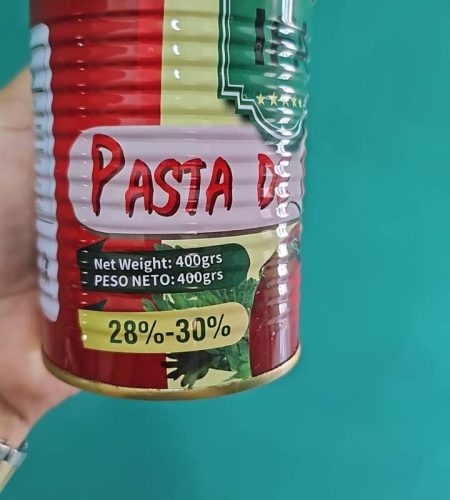 PASTA D
Net Weight: 400grs
PESO NETO: 400grs
28%-30%